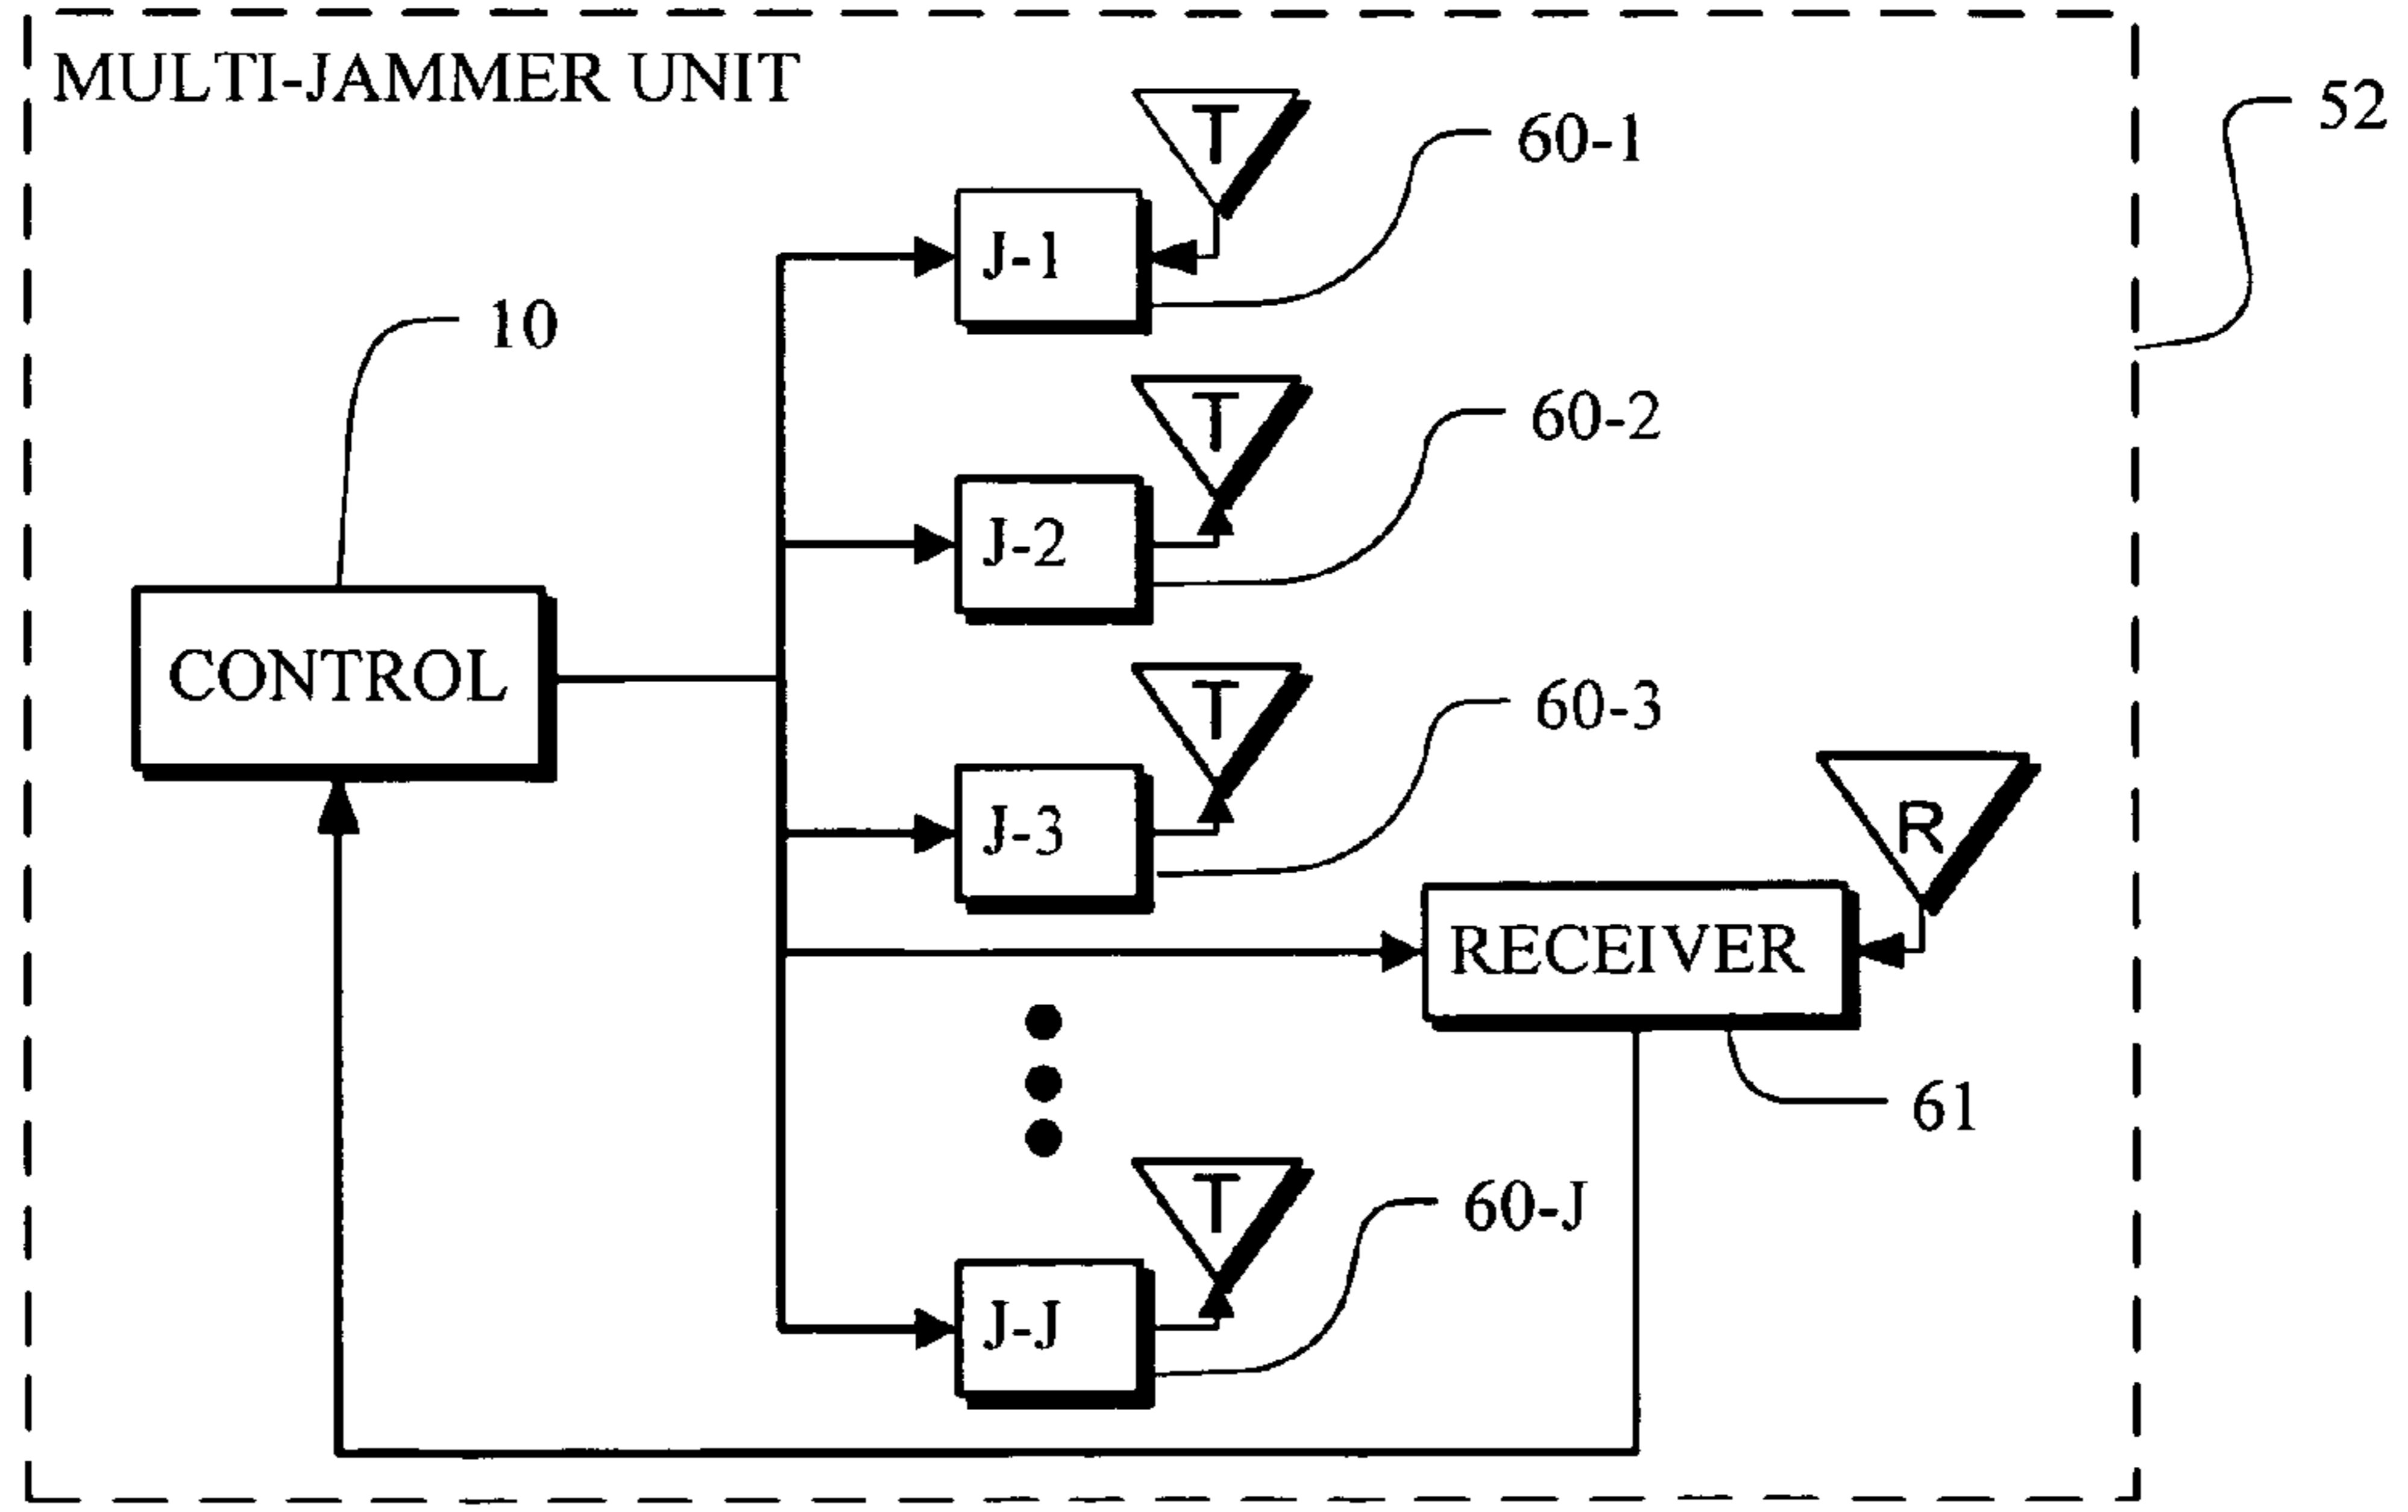 MULTI-JAMMER UNIT
52
T
60-1
J-1
10
T
60-2
J-2
CONTROL
T
60-3
J-3
R
RECEIVER
61
T
60-J
J-J